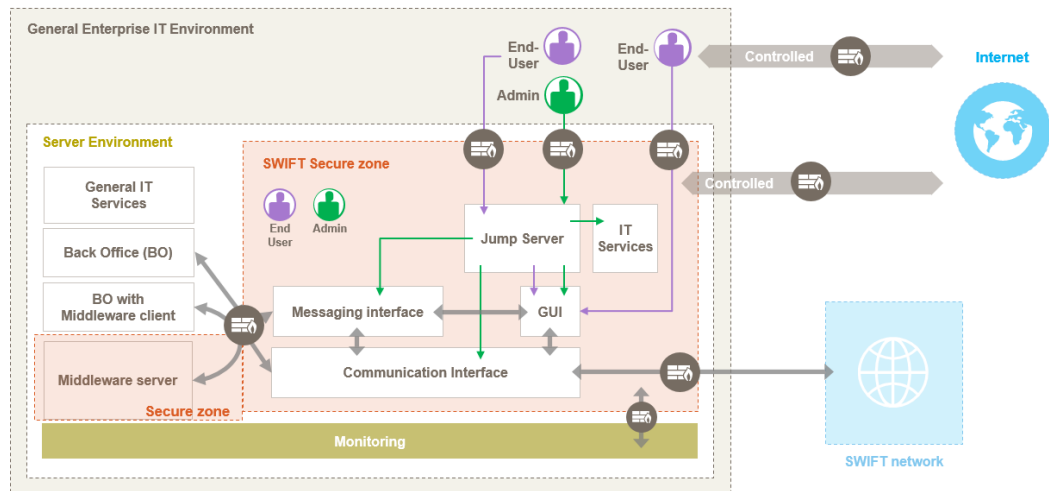 General Enterprise IT Environment
End-
User
End-
User
Controlled
Internet
Admin
Server Environment
SWIFT Secure zone
General IT
Services
Controlled
End
User
Admin
Jump Server
IT
Services
Back Office (BO)
BO with
Middleware client
Messaging interface
GUI
Middleware server
Communication Interface
Secure zone
Monitoring
SWIFT network